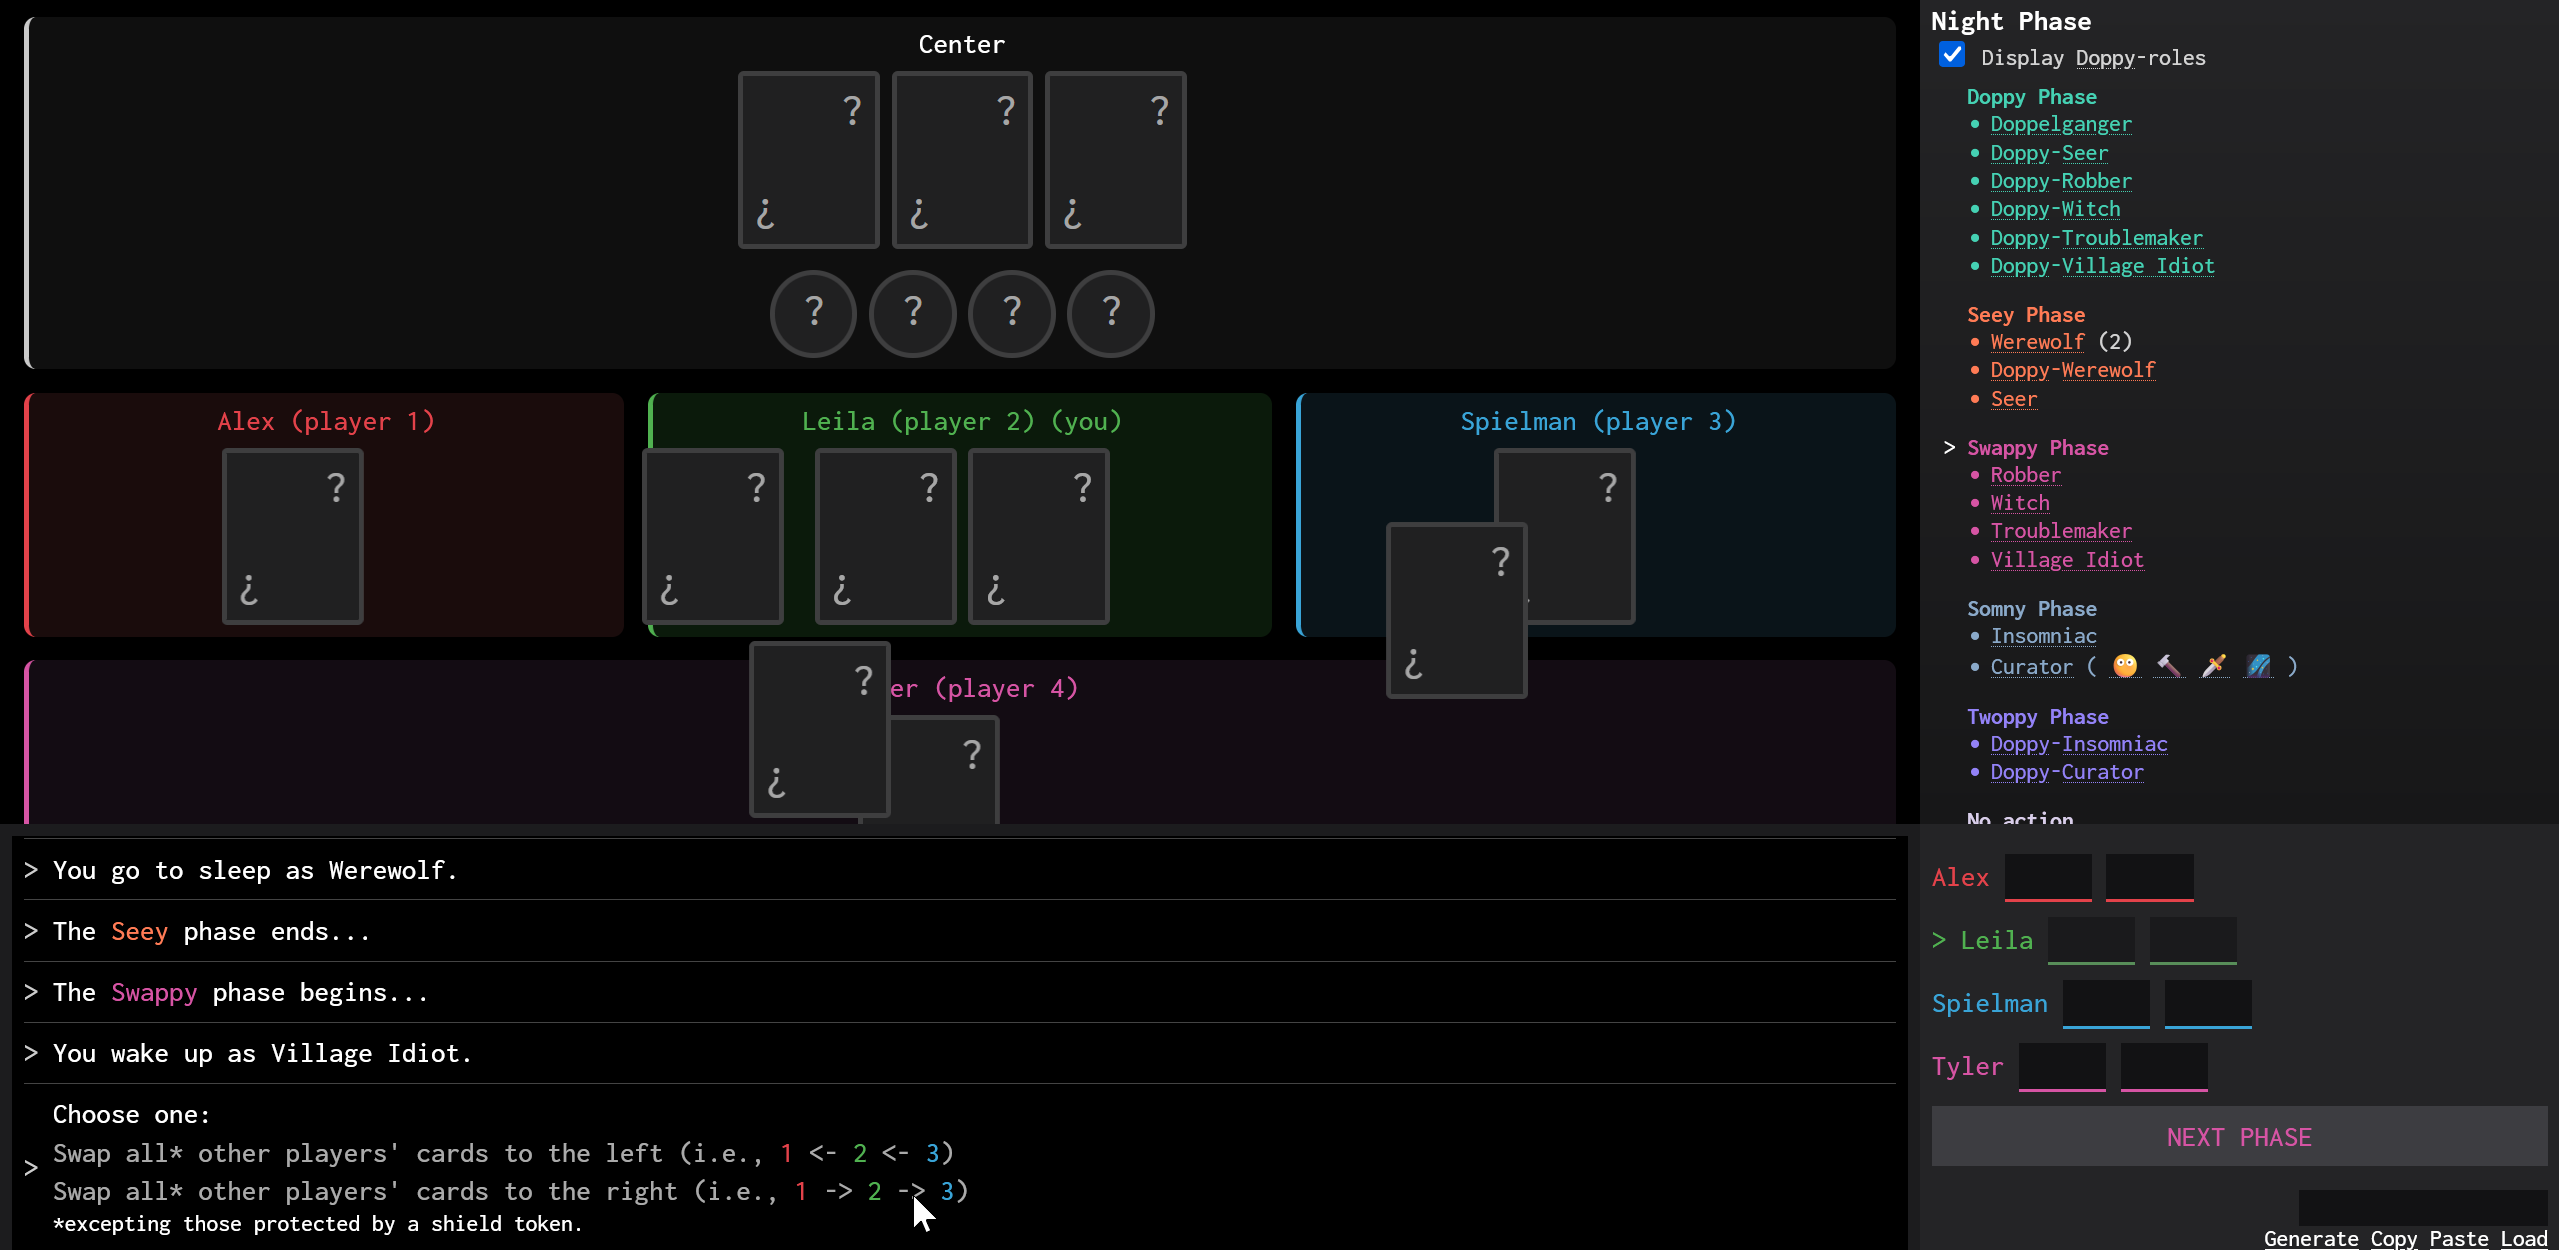 Center
? ? ?
¿ ¿ ¿
? ? ? ?
Alex (player 1)
?
¿
Leila (player 2) (you)
? ? ?
¿ ¿ ¿
Spielman (player 3)
?
?
¿
er (player 4)
?
¿
?
> You go to sleep as Werewolf.
> The Seey phase ends...
> The Swappy phase begins...
> You wake up as Village Idiot.
Choose one:
> Swap all* other players' cards to the left (i.e., 1 <- 2 <- 3)
Swap all* other players' cards to the right (i.e., 1 -> 2 -> 3)
*excepting those protected by a shield token.
Night Phase
Display Doppy-roles
Doppy Phase
• Doppelganger
• Doppy-Seer
• Doppy-Robber
• Doppy-Witch
• Doppy-Troublemaker
• Doppy-Village Idiot
Seey Phase
• Werewolf (2)
• Doppy-Werewolf
• Seer
> Swappy Phase
• Robber
• Witch
• Troublemaker
• Village Idiot
Somny Phase
• Insomniac
• Curator ( 😳 🔨 🗡 🌌 )
Twoppy Phase
• Doppy-Insomniac
• Doppy-Curator
No action
Alex
> Leila
Spielman
Tyler
NEXT PHASE
Generate Copy Paste Load